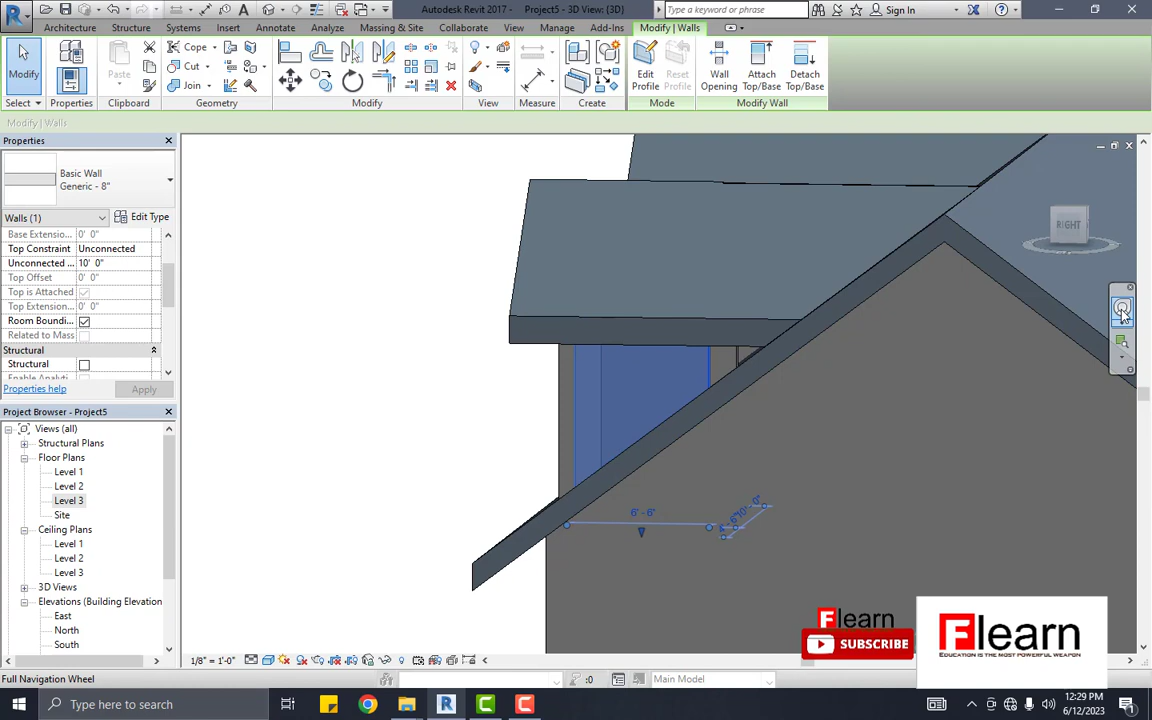 Autodesk Revit 2017 - Project5 - 3D View: {3D}
Type a keyword or phrase
Sign In
Architecture Structure Systems Insert Annotate Analyze Massing & Site Collaborate View Manage Add-Ins Modify | Walls
Modify
Select
Properties
Paste
Clipboard
Cope
Cut
Join
Geometry
Modify
View
Measure
Create
Edit Profile
Reset Profile
Mode
Wall Opening
Attach Top/Base
Detach Top/Base
Modify Wall
Modify | Walls
Properties
Basic Wall
Generic - 8"
Walls (1)
Edit Type
Base Extensio... 0' 0"
Top Constraint Unconnected
Unconnected ... 10' 0"
Top Offset 0' 0"
Top is Attached
Top Extension... 0' 0"
Room Boundi...
Related to Mass
Structural
Structural
Enable Analyti...
Properties help
Apply
Project Browser - Project5
Views (all)
Structural Plans
Floor Plans
Level 1
Level 2
Level 3
Site
Ceiling Plans
Level 1
Level 2
Level 3
3D Views
Elevations (Building Elevation
East
North
South
RIGHT
6' - 6"
1/8" = 1'-0"
Full Navigation Wheel
:0
Main Model
Flearn
SUBSCRIBE
Flearn
EDUCATION IS THE MOST POWERFUL WEAPON
Type here to search
12:29 PM
6/12/2023
1